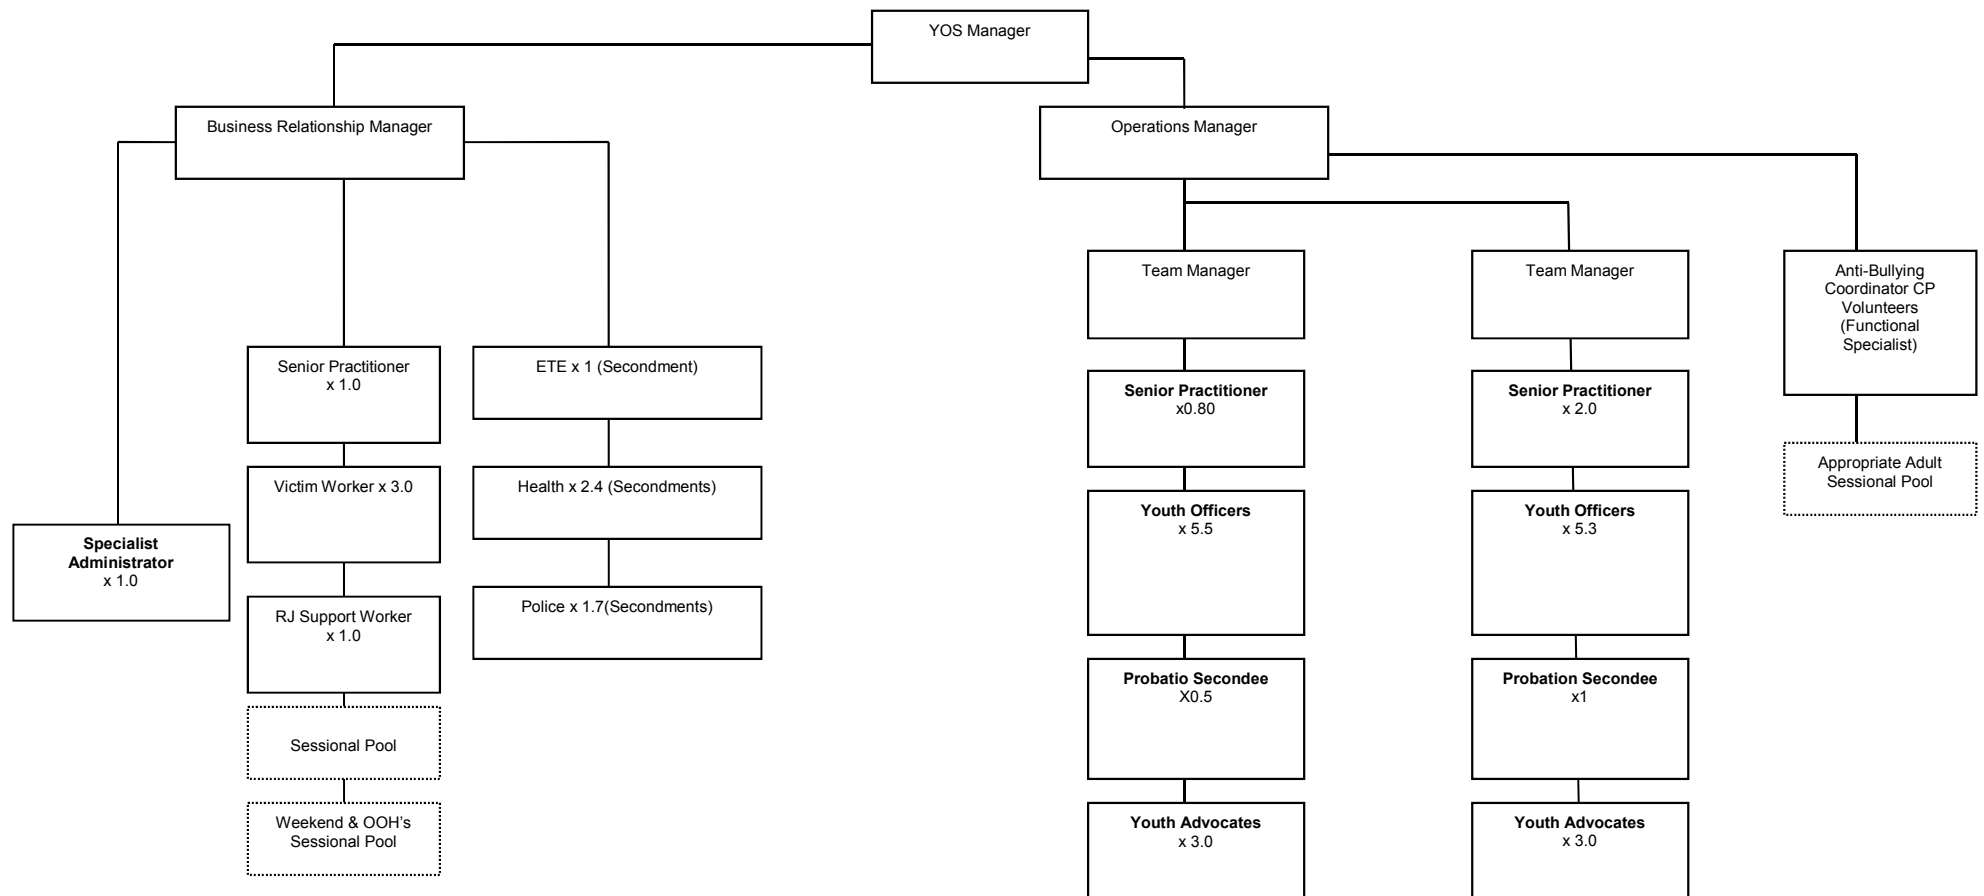 YOS Manager
Business Relationship Manager
Operations Manager
Team Manager
Team Manager
Anti-Bullying
Coordinator CP
Volunteers
(Functional
Specialist)
Senior Practitioner
x 1.0
ETE x 1 (Secondment)
Senior Practitioner
x0.80
Senior Practitioner
x 2.0
Appropriate Adult
Sessional Pool
Victim Worker x 3.0
Health x 2.4 (Secondments)
Youth Officers
x 5.5
Youth Officers
x 5.3
Specialist
Administrator
x 1.0
RJ Support Worker
x 1.0
Police x 1.7(Secondments)
Probatio Secondee
X0.5
Probation Secondee
x1
Sessional Pool
Weekend & OOH's
Sessional Pool
Youth Advocates
x 3.0
Youth Advocates
x 3.0